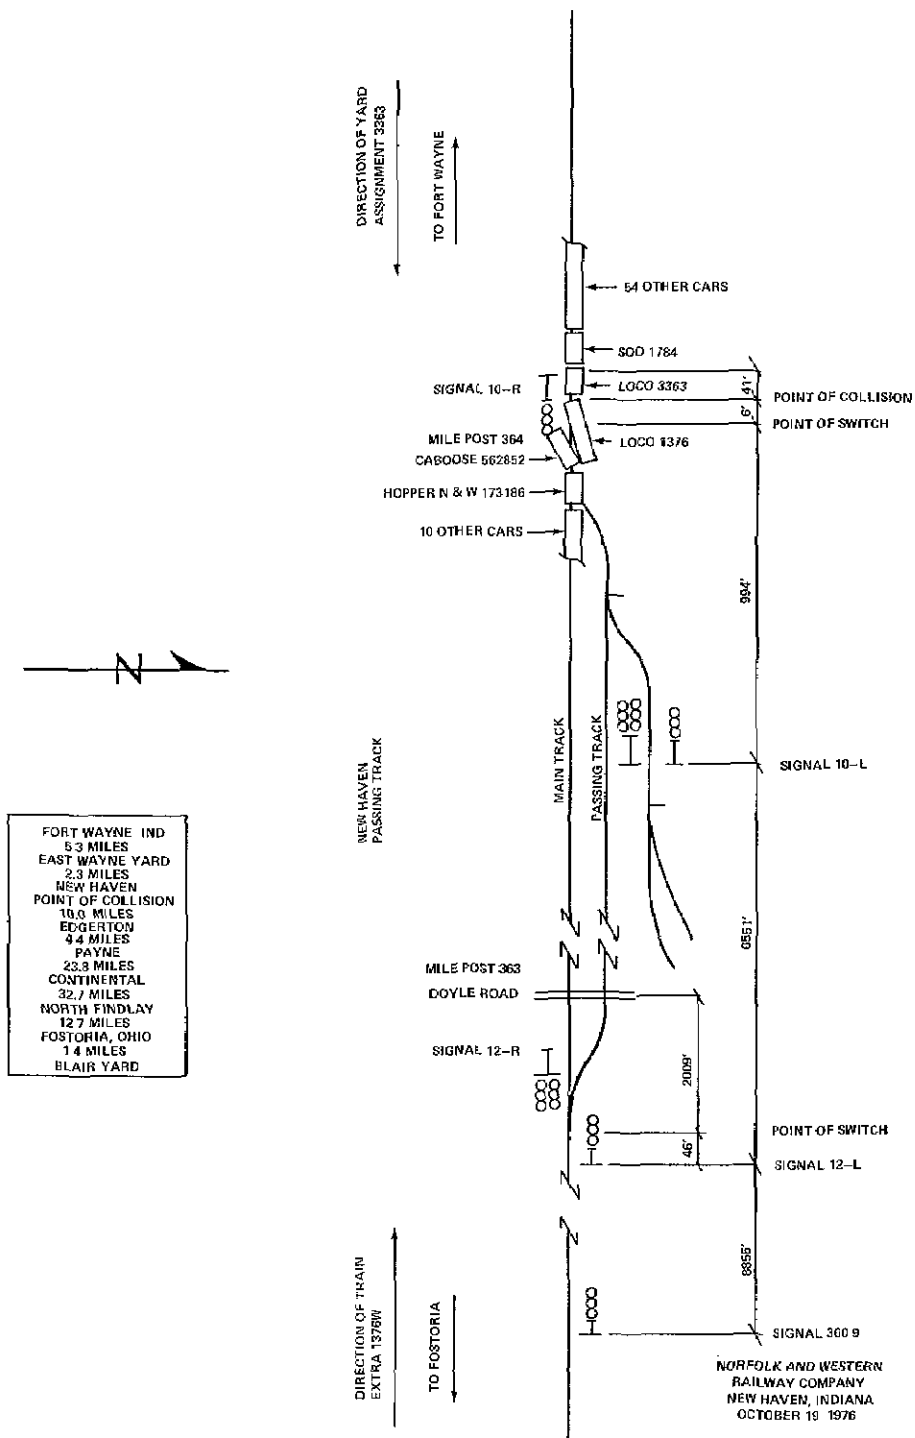 DIRECTION OF YARD
ASSIGNMENT 3363
TO FORT WAYNE
54 OTHER CARS
SOO 1784
SIGNAL 10-R
LOCO 3363
41'
POINT OF COLLISION
6'
POINT OF SWITCH
MILE POST 364
LOCO 1376
CABOOSE 562852
HOPPER N & W 173186
10 OTHER CARS
994'
N
NEW HAVEN
PASSING TRACK
MAIN TRACK
PASSING TRACK
SIGNAL 10-L
FORT WAYNE IND
5 3 MILES
EAST WAYNE YARD
2.3 MILES
NEW HAVEN
POINT OF COLLISION
10.0 MILES
EDGERTON
4 4 MILES
PAYNE
23.8 MILES
CONTINENTAL
32.7 MILES
NORTH FINDLAY
12 7 MILES
FOSTORIA, OHIO
1 4 MILES
BLAIR YARD
MILE POST 363
DOYLE ROAD
SIGNAL 12-R
2009'
POINT OF SWITCH
46'
SIGNAL 12-L
DIRECTION OF TRAIN
EXTRA 1376W
TO FOSTORIA
SIGNAL 360 9
NORFOLK AND WESTERN
RAILWAY COMPANY
NEW HAVEN, INDIANA
OCTOBER 19 1976